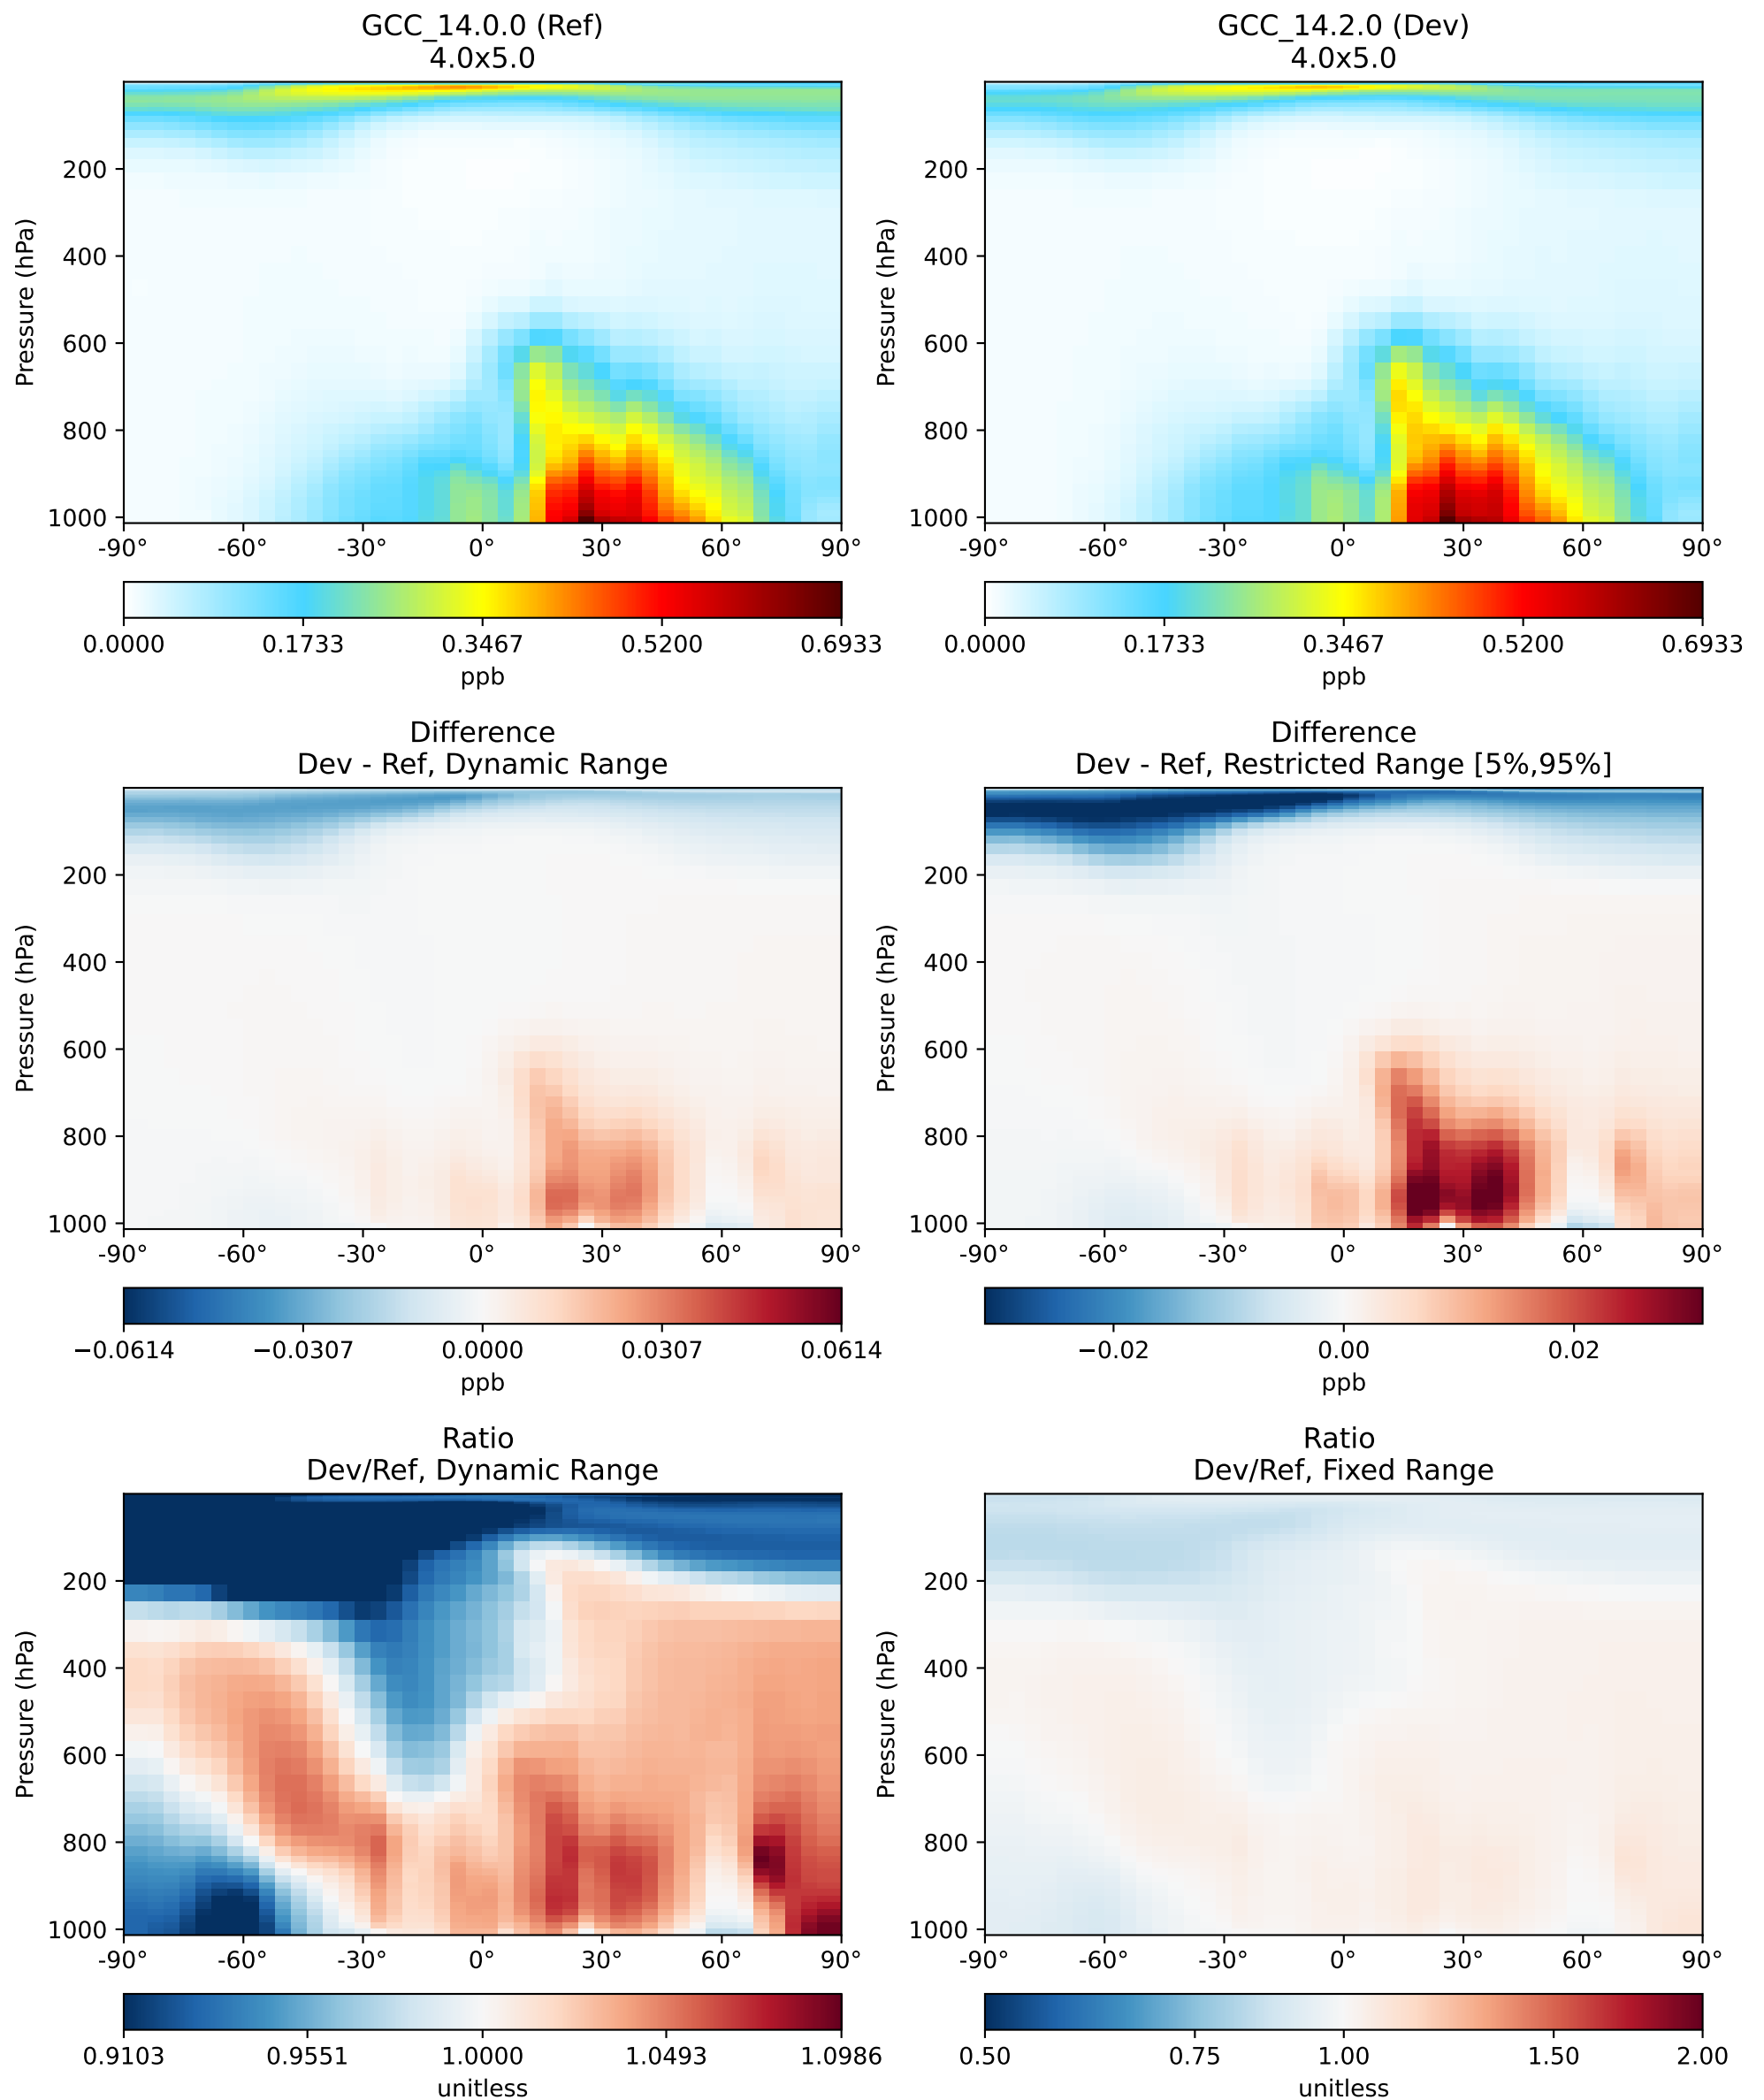 GCC_14.0.0 (Ref)
4.0x5.0
Pressure (hPa)
200
400
600
800
1000
-90° -60° -30° 0° 30° 60° 90°
0.0000 0.1733 0.3467 0.5200 0.6933
ppb
GCC_14.2.0 (Dev)
4.0x5.0
Pressure (hPa)
200
400
600
800
1000
-90° -60° -30° 0° 30° 60° 90°
0.0000 0.1733 0.3467 0.5200 0.6933
ppb
Difference
Dev - Ref, Dynamic Range
Pressure (hPa)
200
400
600
800
1000
-90° -60° -30° 0° 30° 60° 90°
−0.0614 −0.0307 0.0000 0.0307 0.0614
ppb
Difference
Dev - Ref, Restricted Range [5%,95%]
Pressure (hPa)
200
400
600
800
1000
-90° -60° -30° 0° 30° 60° 90°
−0.02 0.00 0.02
ppb
Ratio
Dev/Ref, Dynamic Range
Pressure (hPa)
200
400
600
800
1000
-90° -60° -30° 0° 30° 60° 90°
0.9103 0.9551 1.0000 1.0493 1.0986
unitless
Ratio
Dev/Ref, Fixed Range
Pressure (hPa)
200
400
600
800
1000
-90° -60° -30° 0° 30° 60° 90°
0.50 0.75 1.00 1.50 2.00
unitless